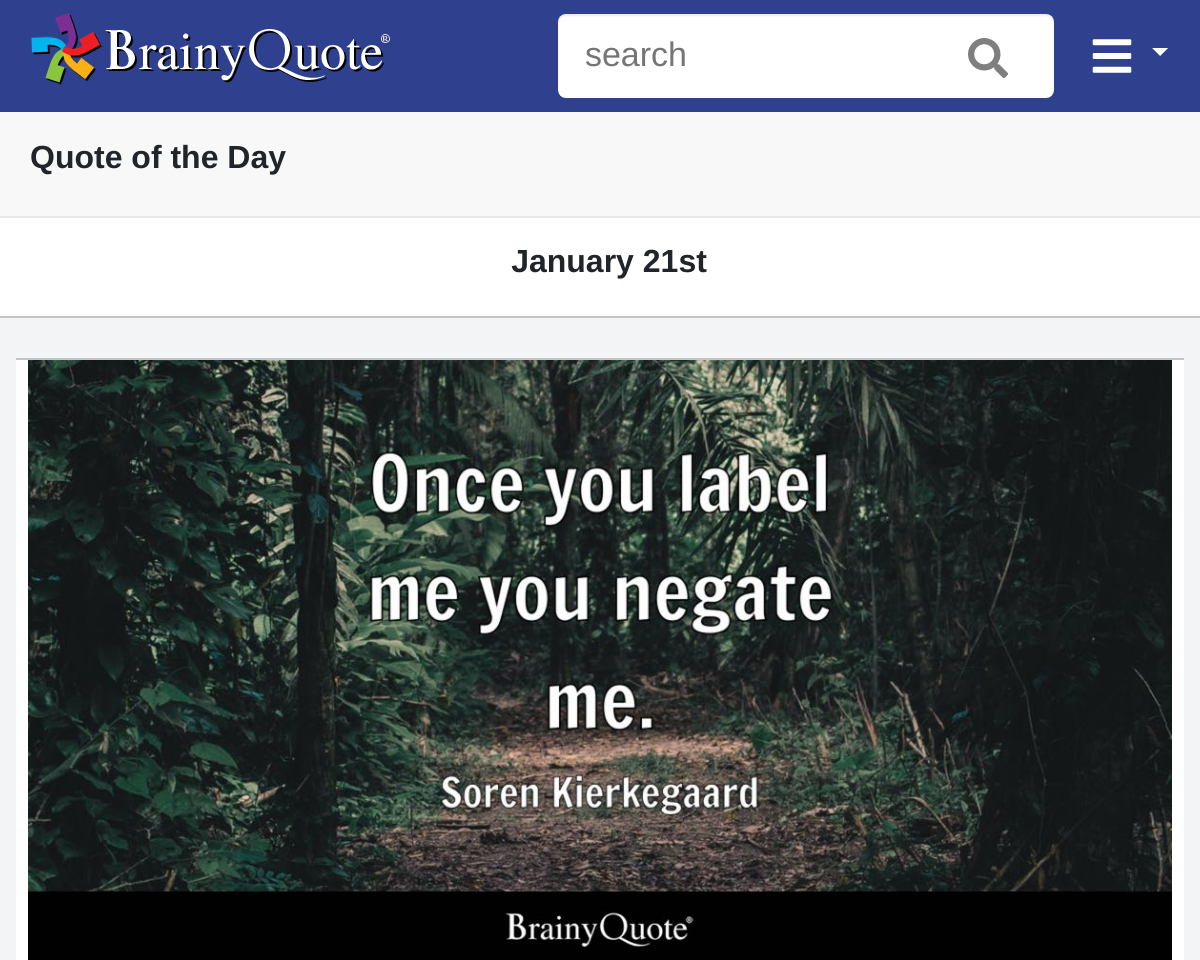 BrainyQuote®
search
Quote of the Day
January 21st
Once you label
me you negate
me.
Soren Kierkegaard
BrainyQuote®